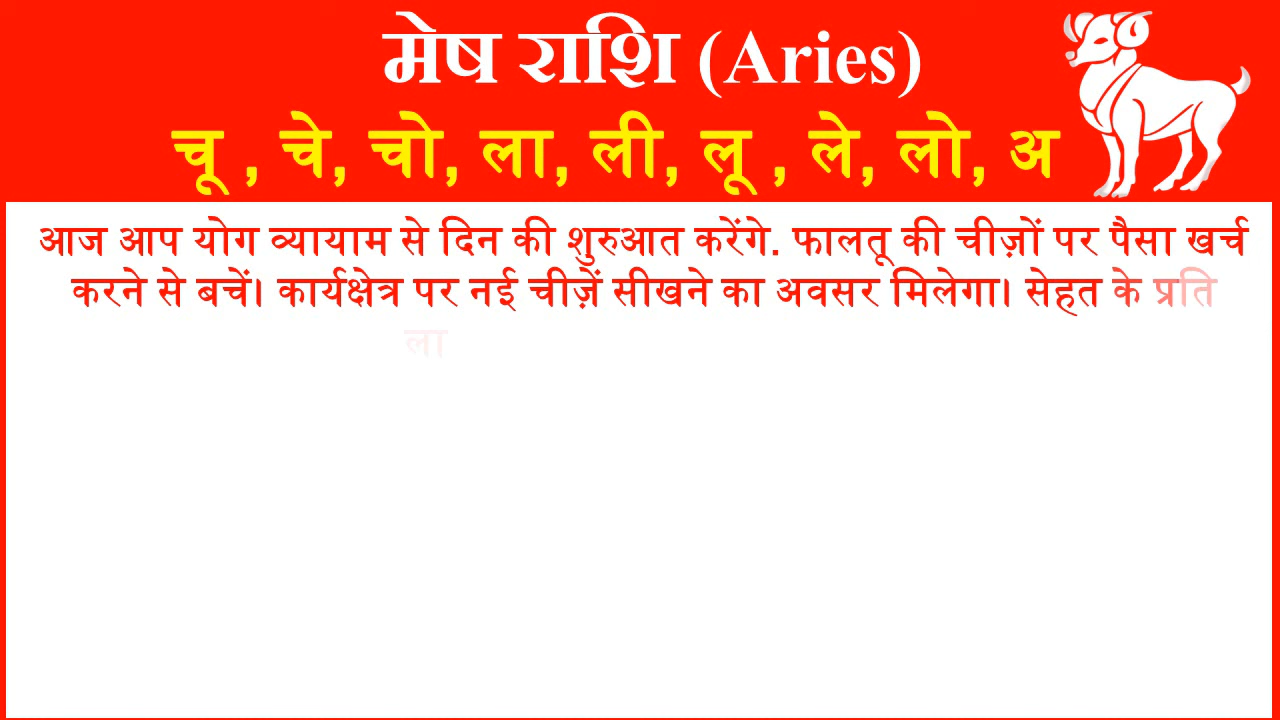 मेष राशि (Aries)
चू , चे, चो, ला, ली, लू , ले, लो, अ
आज आप योग व्यायाम से दिन की शुरुआत करेंगे. फालतू की चीज़ों पर पैसा खर्च
करने से बचें। कार्यक्षेत्र पर नई चीज़ें सीखने का अवसर मिलेगा। सेहत के प्रति
ला